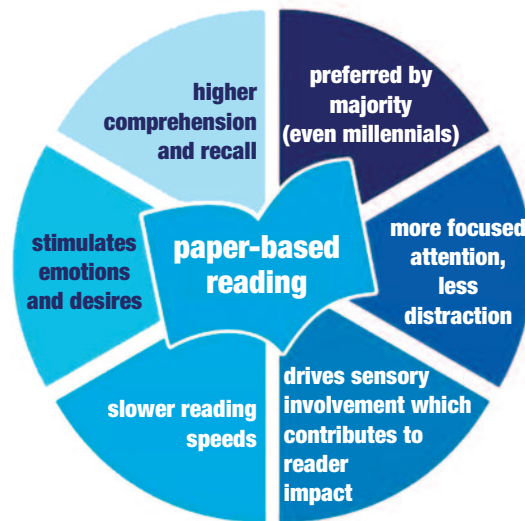 higher
comprehension
and recall
preferred by
majority
(even millennials)
stimulates
emotions
and desires
paper-based
reading
more focused
attention,
less
distraction
slower reading
speeds
drives sensory
involvement which
contributes to
reader
impact